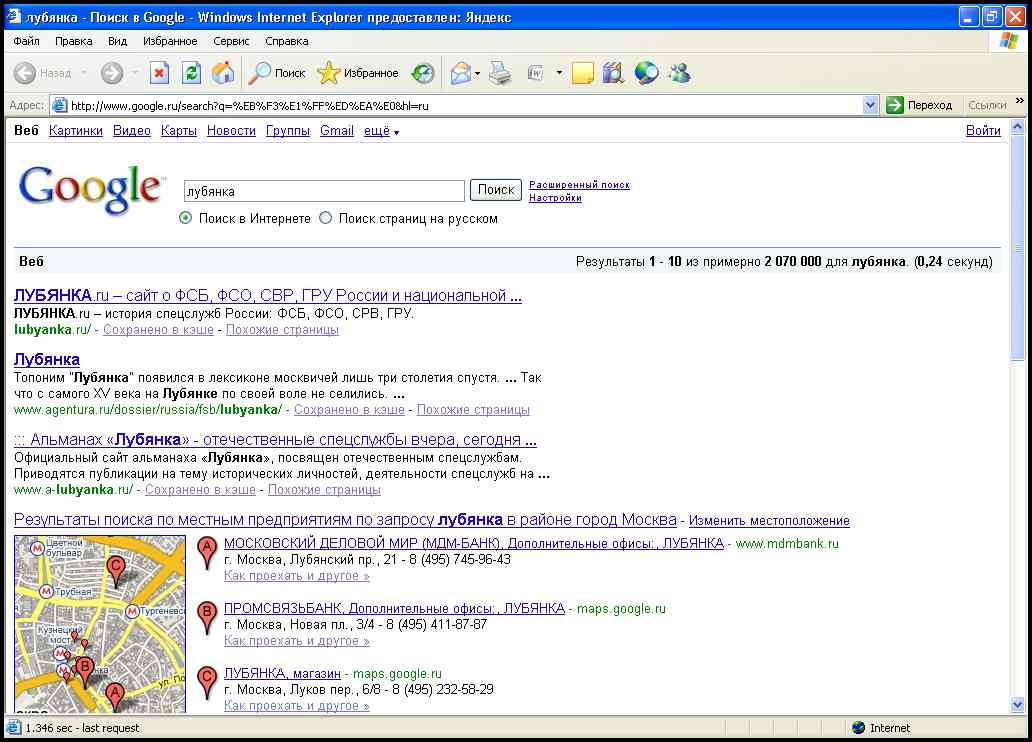 лубянка - Поиск в Google - Windows Internet Explorer предоставлен: Яндекс
Файл Правка Вид Избранное Сервис Справка
Назад Поиск Избранное
Адрес: http://www.google.ru/search?q=%EB%F3%E1%FF%ED%EA%E0&hl=ru Переход Ссылки »
Веб Картинки Видео Карты Новости Группы Gmail ещё Войти
Google™ лубянка Поиск Расширенный поиск
Настройки
Поиск в Интернете Поиск страниц на русском
Веб Результаты 1 - 10 из примерно 2 070 000 для лубянка. (0,24 секунд)
ЛУБЯНКА.ru – сайт о ФСБ, ФСО, СВР, ГРУ России и национальной ...
ЛУБЯНКА.ru – история спецслужб России: ФСБ, ФСО, СРВ, ГРУ.
lubyanka.ru/ - Сохранено в кэше - Похожие страницы
Лубянка
Топоним "Лубянка" появился в лексиконе москвичей лишь три столетия спустя. ... Так
что с самого XV века на Лубянке по своей воле не селились. ...
www.agentura.ru/dossier/russia/fsb/lubyanka/ - Сохранено в кэше - Похожие страницы
::: Альманах «Лубянка» - отечественные спецслужбы вчера, сегодня ...
Официальный сайт альманаха «Лубянка», посвящен отечественным спецслужбам.
Приводятся публикации на тему исторических личностей, деятельности спецслужб на ...
www.a-lubyanka.ru/ - Сохранено в кэше - Похожие страницы
Результаты поиска по местным предприятиям по запросу лубянка в районе город Москва - Изменить местоположение
Цветной
бульвар
C
Трубная
Тургеневс
Кузнецкий
мост
B
A
A МОСКОВСКИЙ ДЕЛОВОЙ МИР (МДМ-БАНК), Дополнительные офисы:, ЛУБЯНКА - www.mdmbank.ru
г. Москва, Лубянский пр., 21 - 8 (495) 745-96-43
Как проехать и другое »
B ПРОМСВЯЗЬБАНК, Дополнительные офисы:, ЛУБЯНКА - maps.google.ru
г. Москва, Новая пл., 3/4 - 8 (495) 411-87-87
Как проехать и другое »
C ЛУБЯНКА, магазин - maps.google.ru
г. Москва, Луков пер., 6/8 - 8 (495) 232-58-29
Как проехать и другое »
1.346 sec - last request Internet